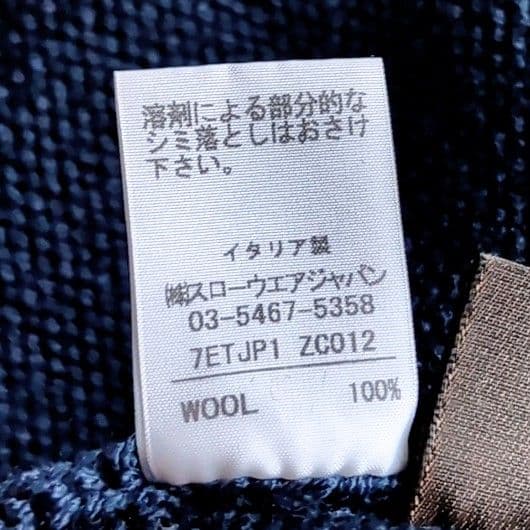 溶剤による部分的な
シミ落としはおさけ
下さい。
イタリア製
㈱スローウエアジャパン
03-5467-5358
7ETJP1 ZC012
WOOL 100%